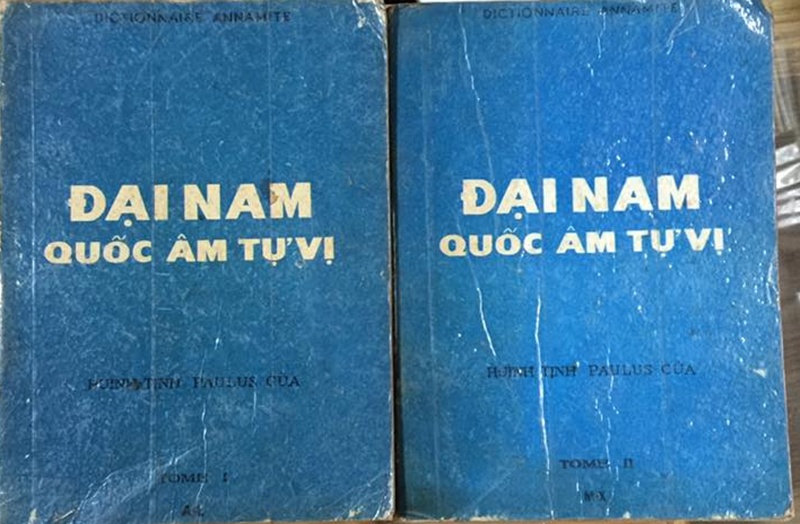 DICTIONNAIRE ANNAMITE
ĐẠI NAM
QUỐC ÂM TỰ VỊ
HUÌNH TỊNH PAULUS CỦA
TOME I
A-L
DICTIONNAIRE ANNAMITE
ĐẠI NAM
QUỐC ÂM TỰ VỊ
HUÌNH TỊNH PAULUS CỦA
TOME II
M-X